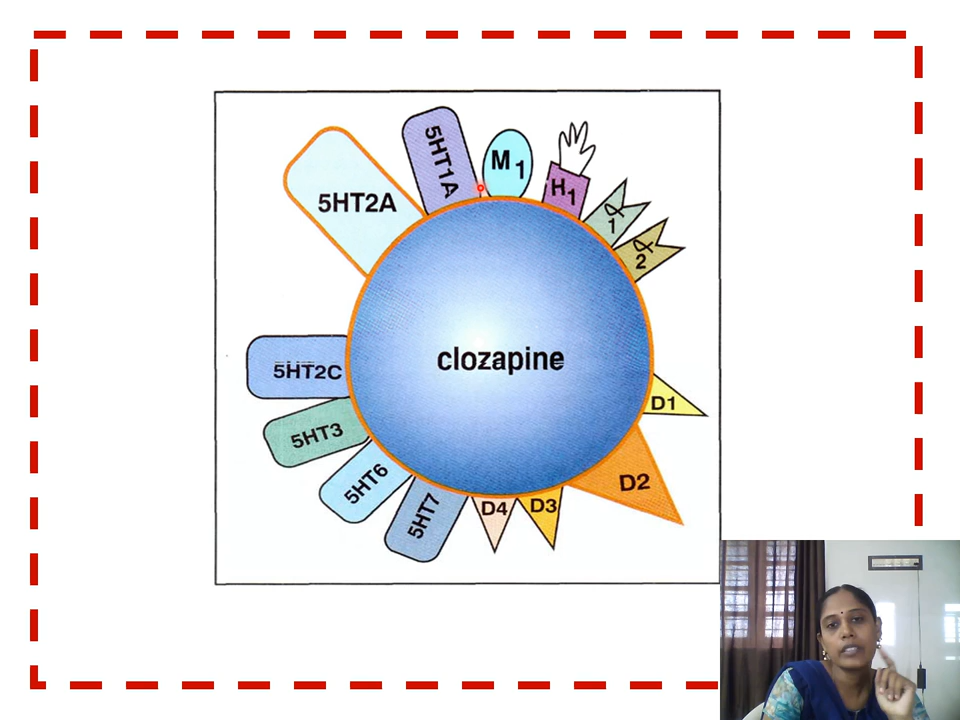 5HT2A
5HT1A
M1
H1
α1
α2
5HT2C
clozapine
D1
5HT3
D2
5HT6
5HT7
D4
D3